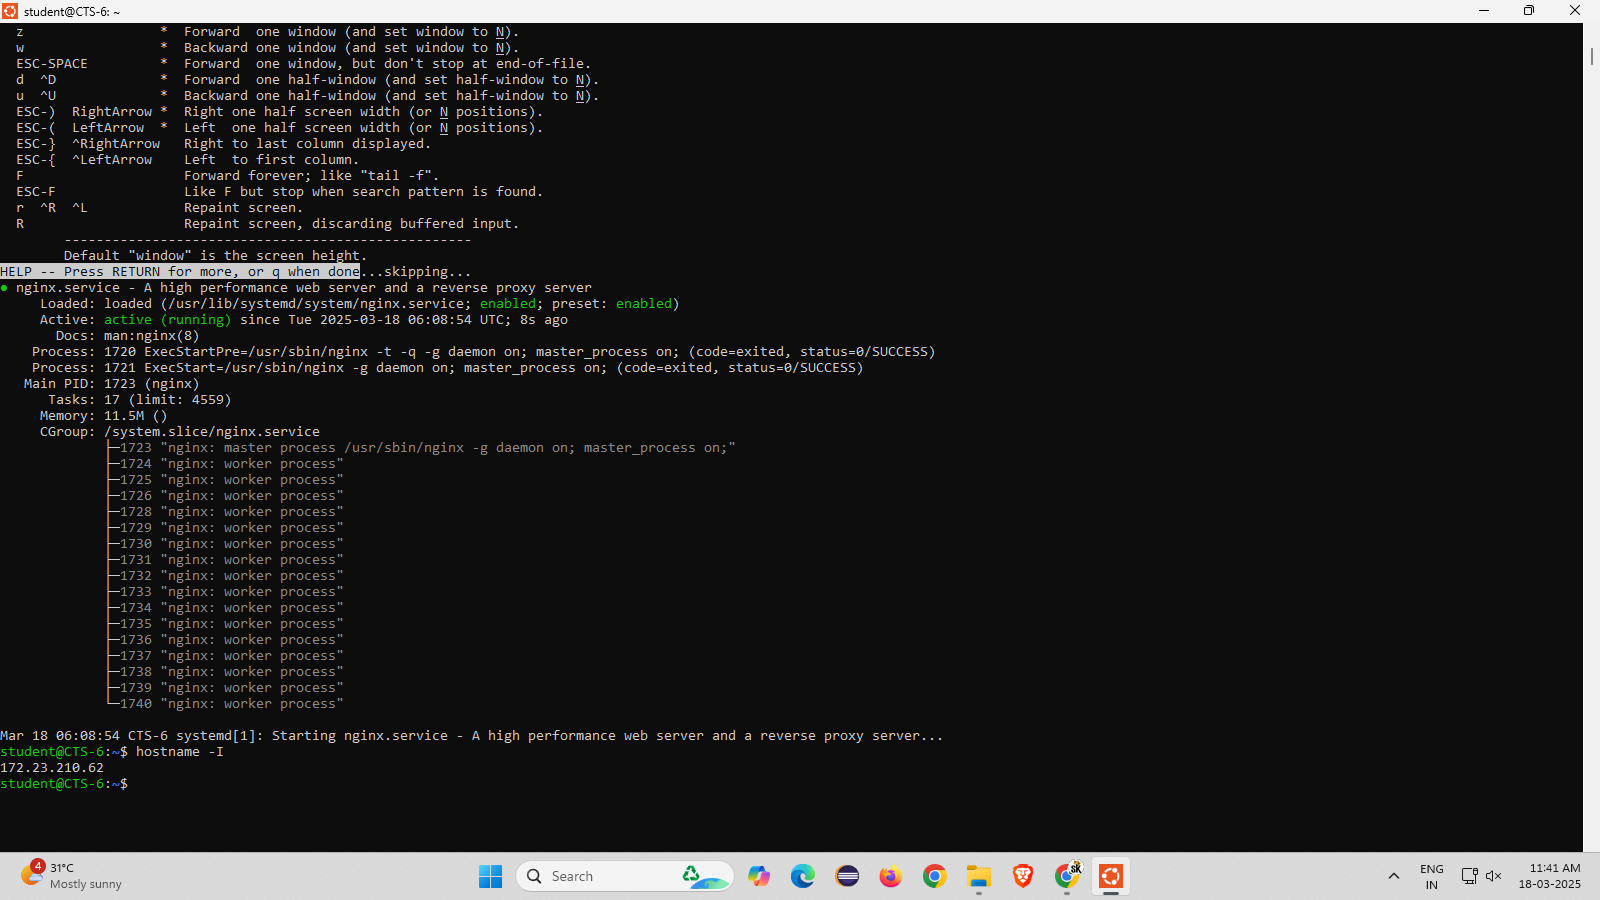 student@CTS-6: ~
z * Forward one window (and set window to N).
w * Backward one window (and set window to N).
ESC-SPACE * Forward one window, but don't stop at end-of-file.
d ^D * Forward one half-window (and set half-window to N).
u ^U * Backward one half-window (and set half-window to N).
ESC-) RightArrow * Right one half screen width (or N positions).
ESC-( LeftArrow * Left one half screen width (or N positions).
ESC-} ^RightArrow Right to last column displayed.
ESC-{ ^LeftArrow Left to first column.
F Forward forever; like "tail -f".
ESC-F Like F but stop when search pattern is found.
r ^R ^L Repaint screen.
R Repaint screen, discarding buffered input.
---------------------------------------------------
Default "window" is the screen height.
HELP -- Press RETURN for more, or q when done...skipping...
● nginx.service - A high performance web server and a reverse proxy server
Loaded: loaded (/usr/lib/systemd/system/nginx.service; enabled; preset: enabled)
Active: active (running) since Tue 2025-03-18 06:08:54 UTC; 8s ago
Docs: man:nginx(8)
Process: 1720 ExecStartPre=/usr/sbin/nginx -t -q -g daemon on; master_process on; (code=exited, status=0/SUCCESS)
Process: 1721 ExecStart=/usr/sbin/nginx -g daemon on; master_process on; (code=exited, status=0/SUCCESS)
Main PID: 1723 (nginx)
Tasks: 17 (limit: 4559)
Memory: 11.5M ()
CGroup: /system.slice/nginx.service
├─1723 "nginx: master process /usr/sbin/nginx -g daemon on; master_process on;"
├─1724 "nginx: worker process"
├─1725 "nginx: worker process"
├─1726 "nginx: worker process"
├─1728 "nginx: worker process"
├─1729 "nginx: worker process"
├─1730 "nginx: worker process"
├─1731 "nginx: worker process"
├─1732 "nginx: worker process"
├─1733 "nginx: worker process"
├─1734 "nginx: worker process"
├─1735 "nginx: worker process"
├─1736 "nginx: worker process"
├─1737 "nginx: worker process"
├─1738 "nginx: worker process"
├─1739 "nginx: worker process"
└─1740 "nginx: worker process"
Mar 18 06:08:54 CTS-6 systemd[1]: Starting nginx.service - A high performance web server and a reverse proxy server...
student@CTS-6:~$ hostname -I
172.23.210.62
student@CTS-6:~$
4
31°C
Mostly sunny
Search
SK
ENG
IN
11:41 AM
18-03-2025